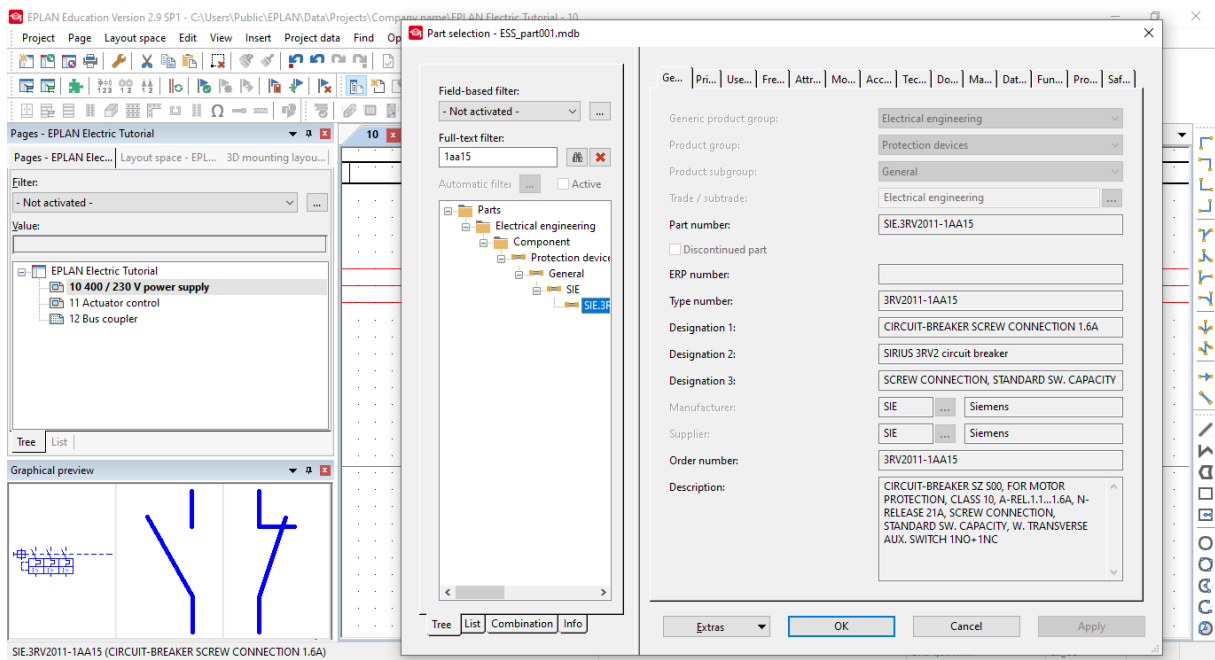 EPLAN Education Version 2.9 SP1 - C:\Users\Public\EPLAN\Data\Projects\Company name\EPLAN Electric Tutorial - 10
Project Page Layout space Edit View Insert Project data Find Op
Pages - EPLAN Electric Tutorial
Pages - EPLAN Elec... Layout space - EPL... 3D mounting layou...
Filter:
- Not activated -
...
Value:
EPLAN Electric Tutorial
10 400 / 230 V power supply
11 Actuator control
12 Bus coupler
Tree List
Graphical preview
SIE.3RV2011-1AA15 (CIRCUIT-BREAKER SCREW CONNECTION 1.6A)
10
Part selection - ESS_part001.mdb
Field-based filter:
- Not activated -
...
Full-text filter:
1aa15
Automatic filter ... Active
Parts
Electrical engineering
Component
Protection device
General
SIE
SIE.3R
Tree List Combination Info
Ge... Pri... Use... Fre... Attr... Mo... Acc... Tec... Do... Ma... Dat... Fun... Pro... Saf...
Generic product group: Electrical engineering
Product group: Protection devices
Product subgroup: General
Trade / subtrade: Electrical engineering ...
Part number: SIE.3RV2011-1AA15
Discontinued part
ERP number:
Type number: 3RV2011-1AA15
Designation 1: CIRCUIT-BREAKER SCREW CONNECTION 1.6A
Designation 2: SIRIUS 3RV2 circuit breaker
Designation 3: SCREW CONNECTION, STANDARD SW. CAPACITY
Manufacturer: SIE ... Siemens
Supplier: SIE ... Siemens
Order number: 3RV2011-1AA15
Description: CIRCUIT-BREAKER SZ S00, FOR MOTOR
PROTECTION, CLASS 10, A-REL.1.1...1.6A, N-
RELEASE 21A, SCREW CONNECTION,
STANDARD SW. CAPACITY, W. TRANSVERSE
AUX. SWITCH 1NO+1NC
Extras OK Cancel Apply